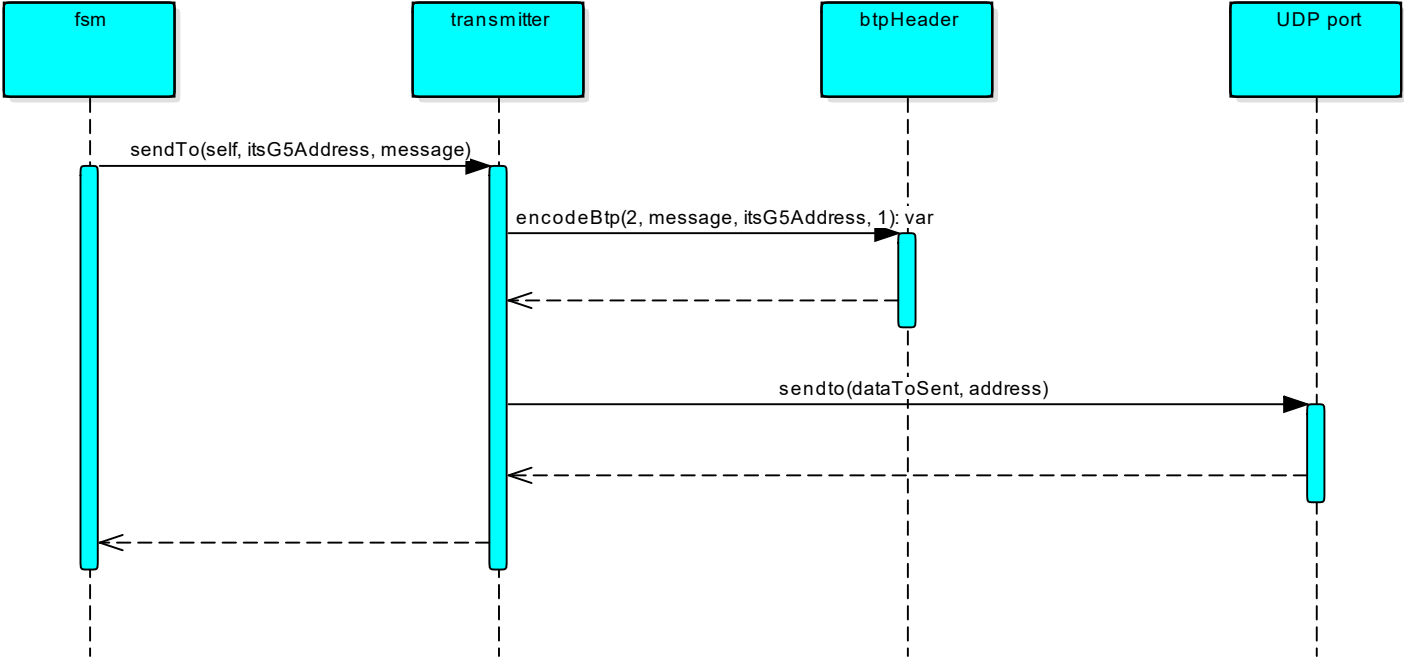 fsm
transmitter
btpHeader
UDP port
sendTo(self, itsG5Address, message)
encodeBtp(2, message, itsG5Address, 1): var
sendto(dataToSent, address)